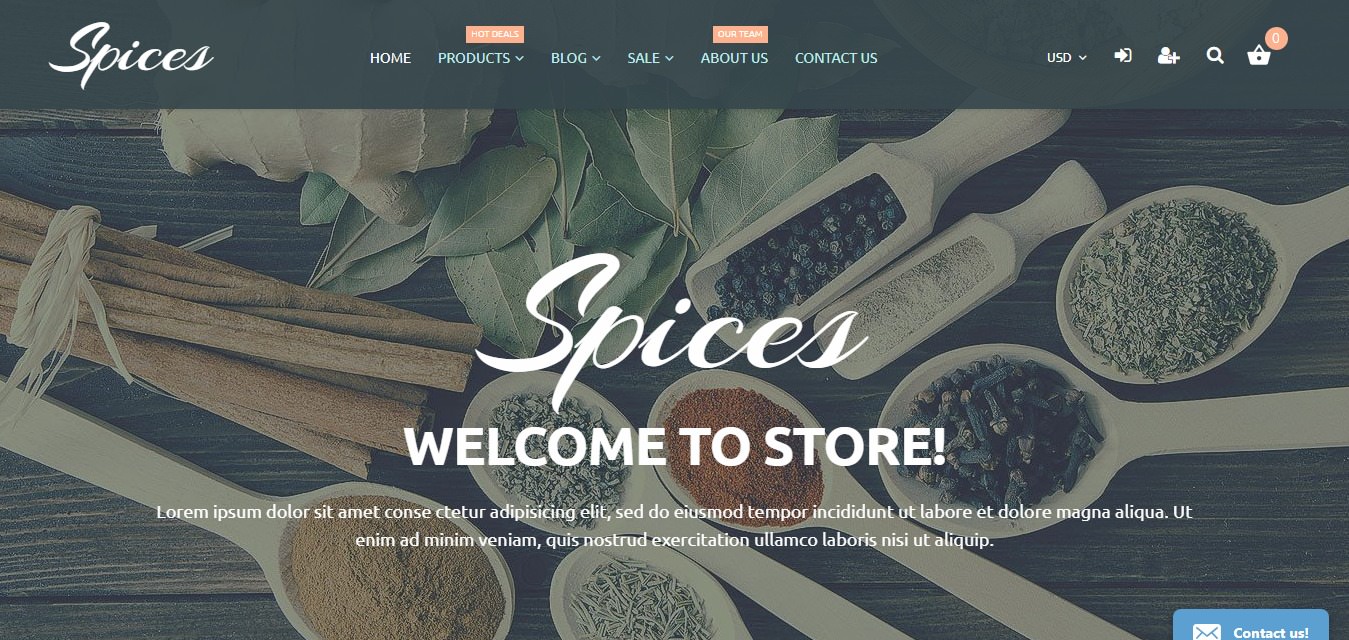 Spices
HOT DEALS
OUR TEAM
HOME PRODUCTS BLOG SALE ABOUT US CONTACT US
USD
0
Spices
WELCOME TO STORE!
Lorem ipsum dolor sit amet conse ctetur adipisicing elit, sed do eiusmod tempor incididunt ut labore et dolore magna aliqua. Ut
enim ad minim veniam, quis nostrud exercitation ullamco laboris nisi ut aliquip.
Contact us!